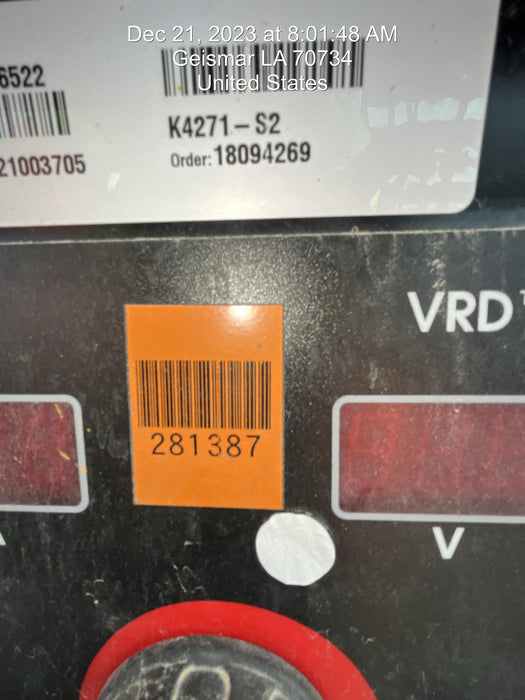 Dec 21, 2023 at 8:01:48 AM
Geismar LA 70734
United States
6522
21003705
K4271-S2
Order: 18094269
VRD
281387
V